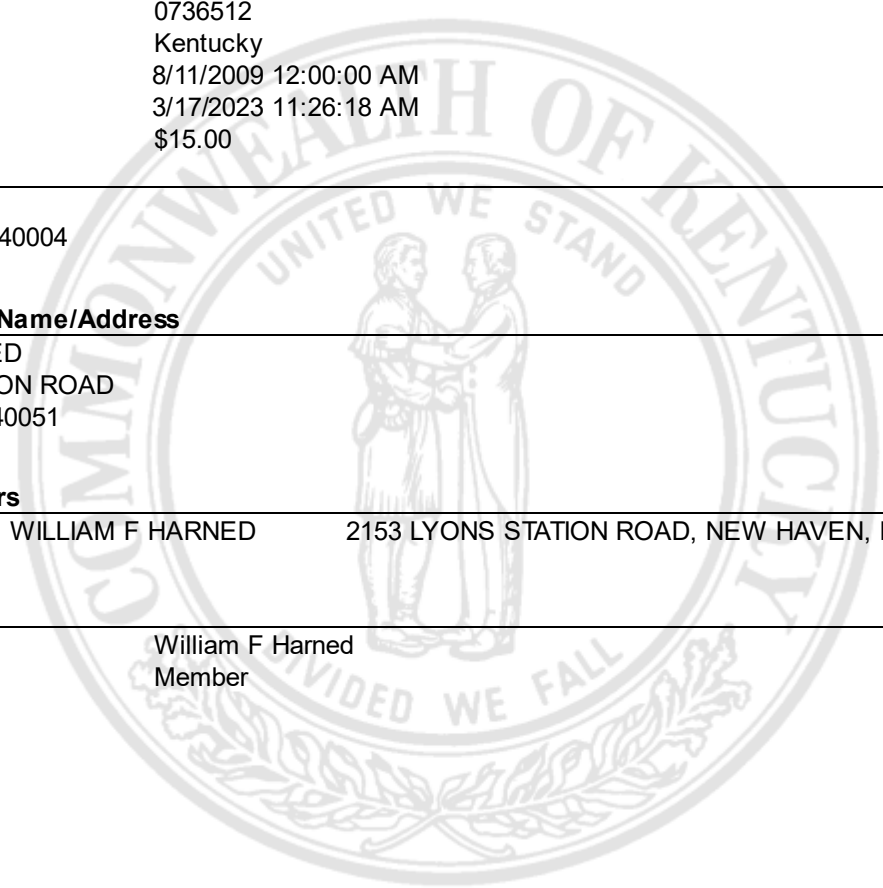 0736512
Kentucky
8/11/2009 12:00:00 AM
3/17/2023 11:26:18 AM
$15.00
40004
Name/Address
ED
ON ROAD
40051
rs
WILLIAM F HARNED 2153 LYONS STATION ROAD, NEW HAVEN,
William F Harned
Member
COMMONWEALTH OF KENTUCKY
UNITED WE STAND
DIVIDED WE FALL